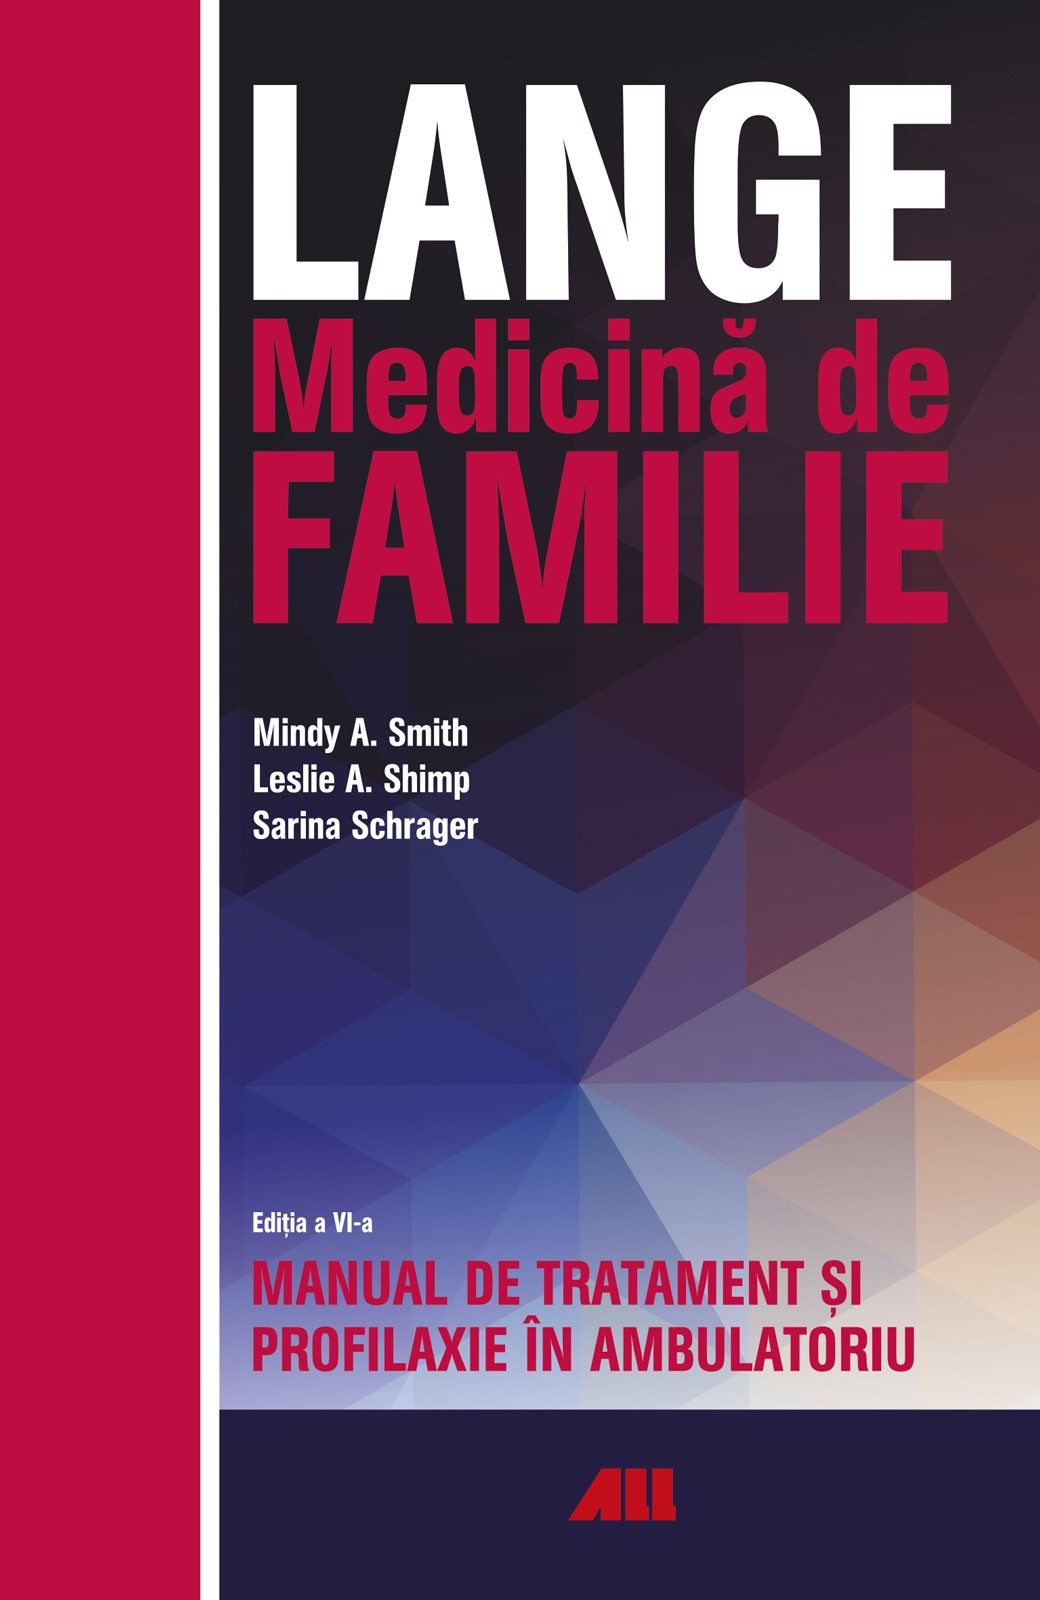 LANGE
Medicină de
FAMILIE
Mindy A. Smith
Leslie A. Shimp
Sarina Schrager
Ediția a VI-a
MANUAL DE TRATAMENT ȘI
PROFILAXIE ÎN AMBULATORIU
ALL